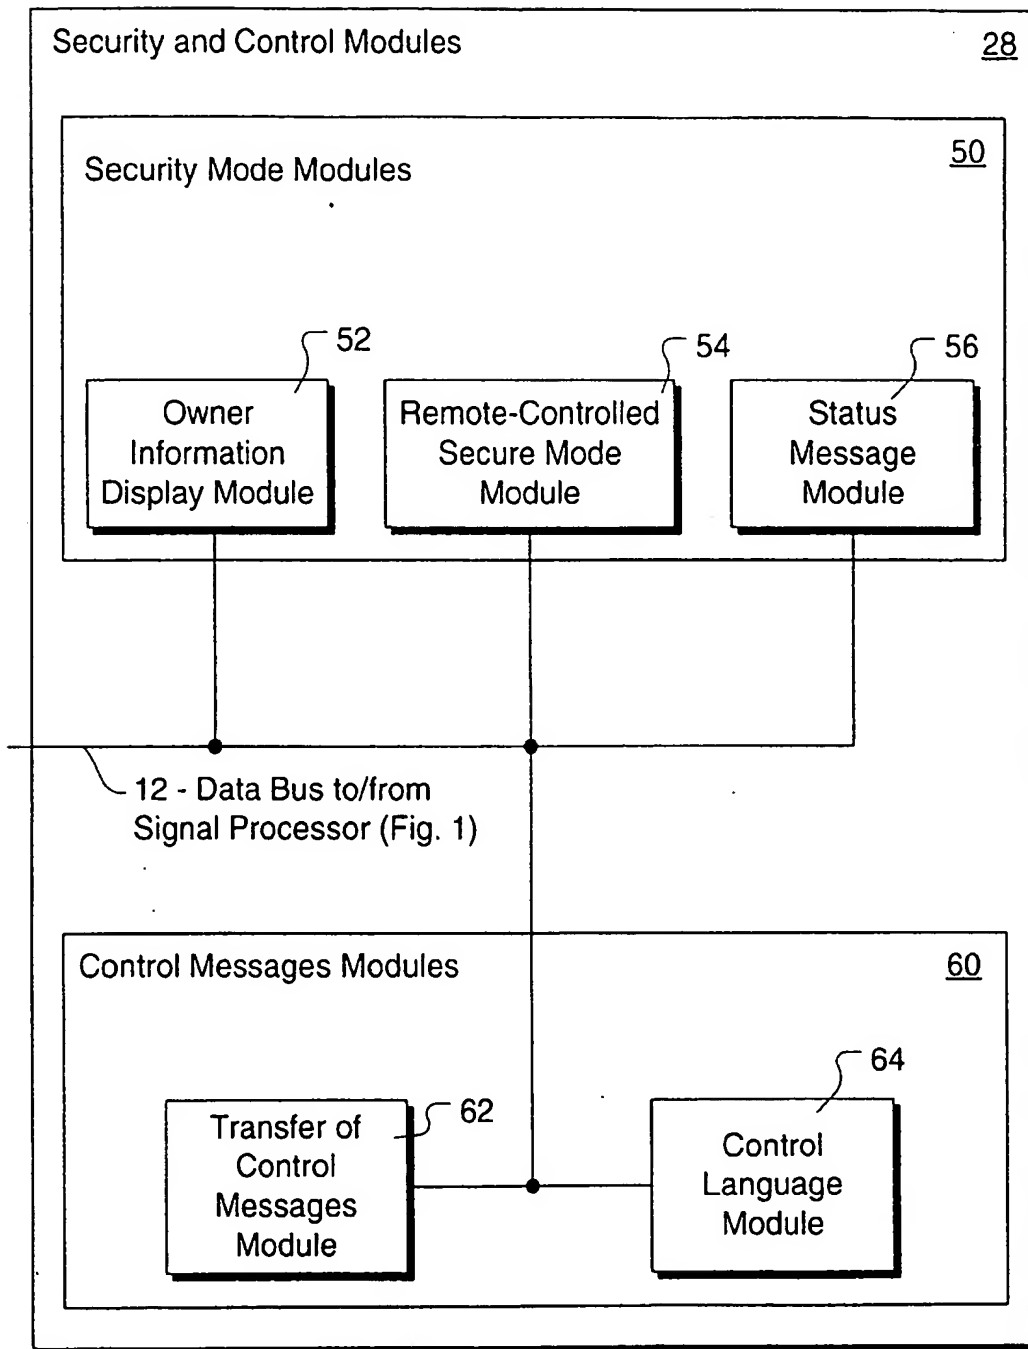 Security and Control Modules
28
Security Mode Modules
50
52
54
56
Owner
Information
Display Module
Remote-Controlled
Secure Mode
Module
Status
Message
Module
12 - Data Bus to/from
Signal Processor (Fig. 1)
Control Messages Modules
60
62
64
Transfer of
Control
Messages
Module
Control
Language
Module